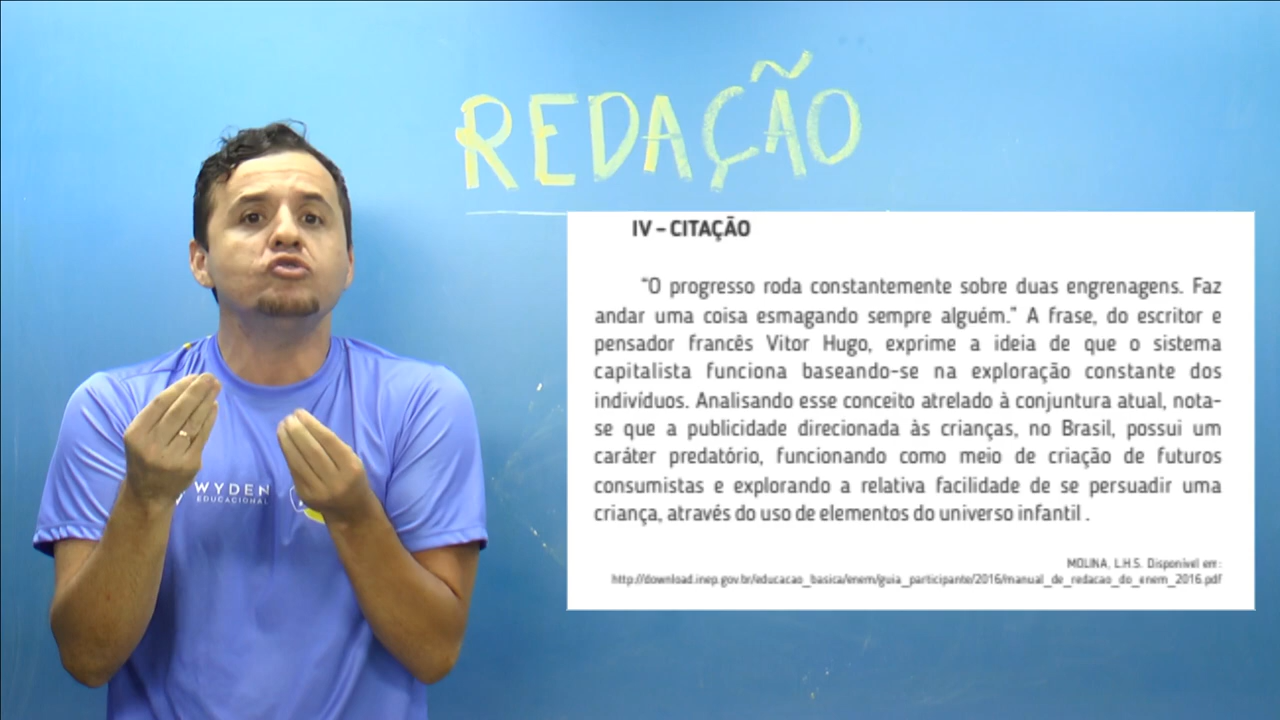 REDAÇÃO
IV – CITAÇÃO
“O progresso roda constantemente sobre duas engrenagens. Faz
andar uma coisa esmagando sempre alguém.” A frase, do escritor e
pensador francês Vitor Hugo, exprime a ideia de que o sistema
capitalista funciona baseando-se na exploração constante dos
indivíduos. Analisando esse conceito atrelado à conjuntura atual, nota-
se que a publicidade direcionada às crianças, no Brasil, possui um
caráter predatório, funcionando como meio de criação de futuros
consumistas e explorando a relativa facilidade de se persuadir uma
criança, através do uso de elementos do universo infantil .
MOLINA, L.H.S. Disponível em:
http://download.inep.gov.br/educacao_basica/enem/guia_participante/2016/manual_de_redacao_do_enem_2016.pdf
WYDEN
EDUCACIONAL